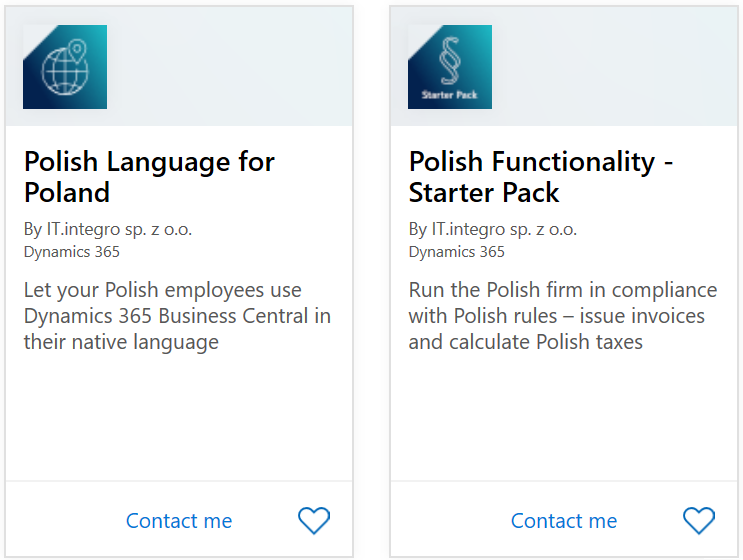 Polish Language for
Poland
By IT.integro sp. z o.o.
Dynamics 365
Let your Polish employees use
Dynamics 365 Business Central in
their native language
Contact me
Starter Pack
Polish Functionality -
Starter Pack
By IT.integro sp. z o.o.
Dynamics 365
Run the Polish firm in compliance
with Polish rules – issue invoices
and calculate Polish taxes
Contact me